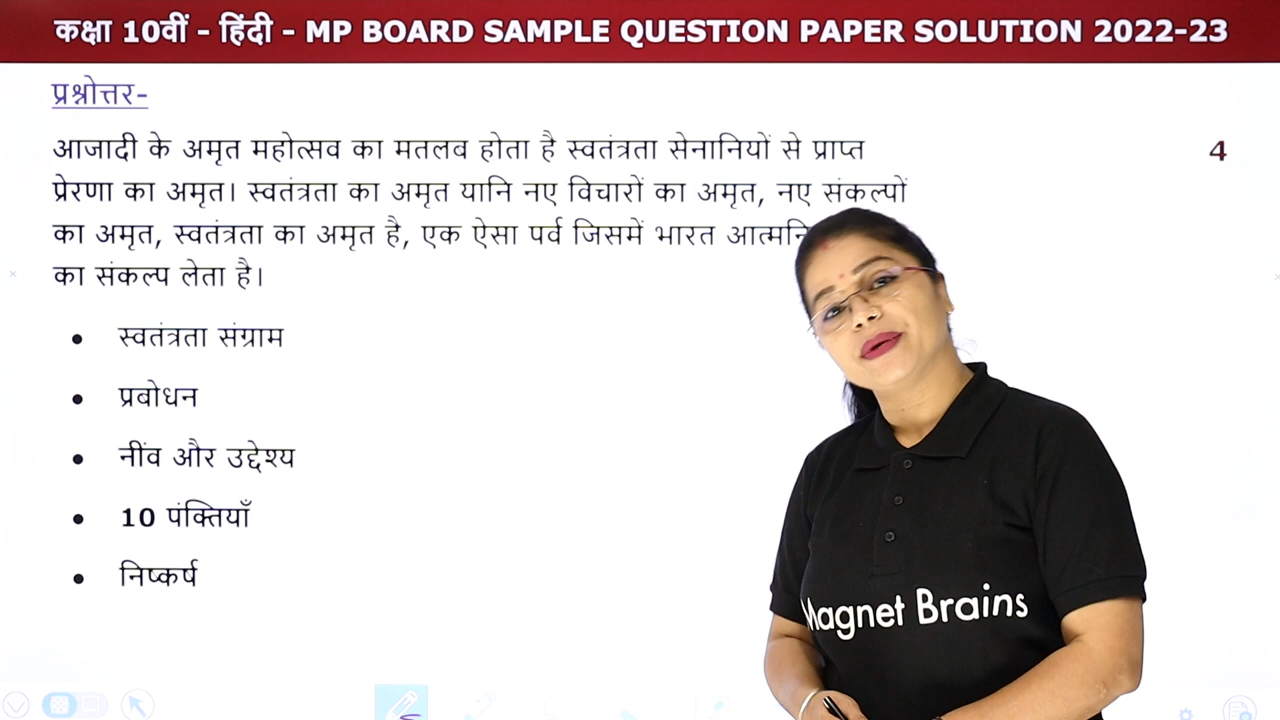 कक्षा 10वीं - हिंदी - MP BOARD SAMPLE QUESTION PAPER SOLUTION 2022-23
प्रश्नोत्तर-
आजादी के अमृत महोत्सव का मतलब होता है स्वतंत्रता सेनानियों से प्राप्त 4
प्रेरणा का अमृत। स्वतंत्रता का अमृत यानि नए विचारों का अमृत, नए संकल्पों
का अमृत, स्वतंत्रता का अमृत है, एक ऐसा पर्व जिसमें भारत
का संकल्प लेता है।
• स्वतंत्रता संग्राम
• प्रबोधन
• नींव और उद्देश्य
• 10 पंक्तियाँ
• निष्कर्ष
Magnet Brains